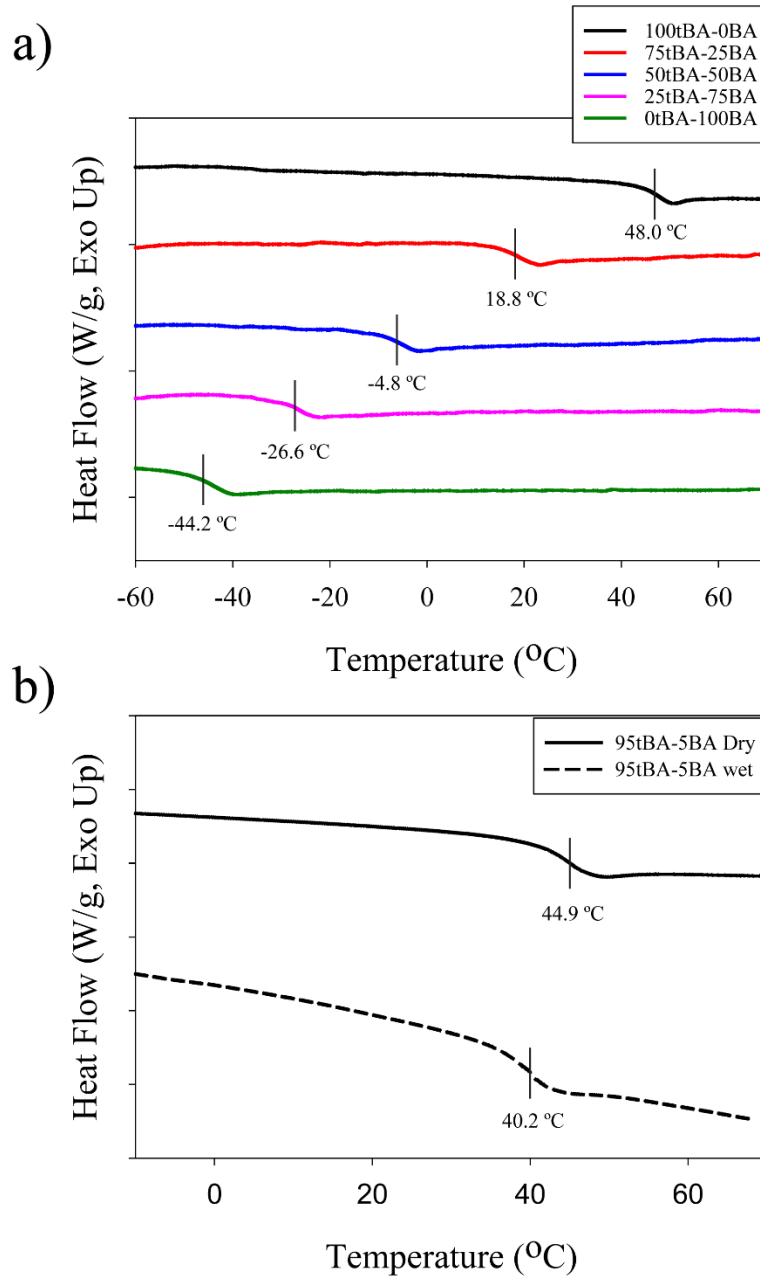 a)
100tBA-0BA
75tBA-25BA
50tBA-50BA
25tBA-75BA
0tBA-100BA
Heat Flow (W/g, Exo Up)
48.0 ºC
18.8 ºC
-4.8 ºC
-26.6 ºC
-44.2 ºC
-60 -40 -20 0 20 40 60
Temperature (ºC)
b)
95tBA-5BA Dry
95tBA-5BA wet
Heat Flow (W/g, Exo Up)
44.9 ºC
40.2 ºC
0 20 40 60
Temperature (ºC)